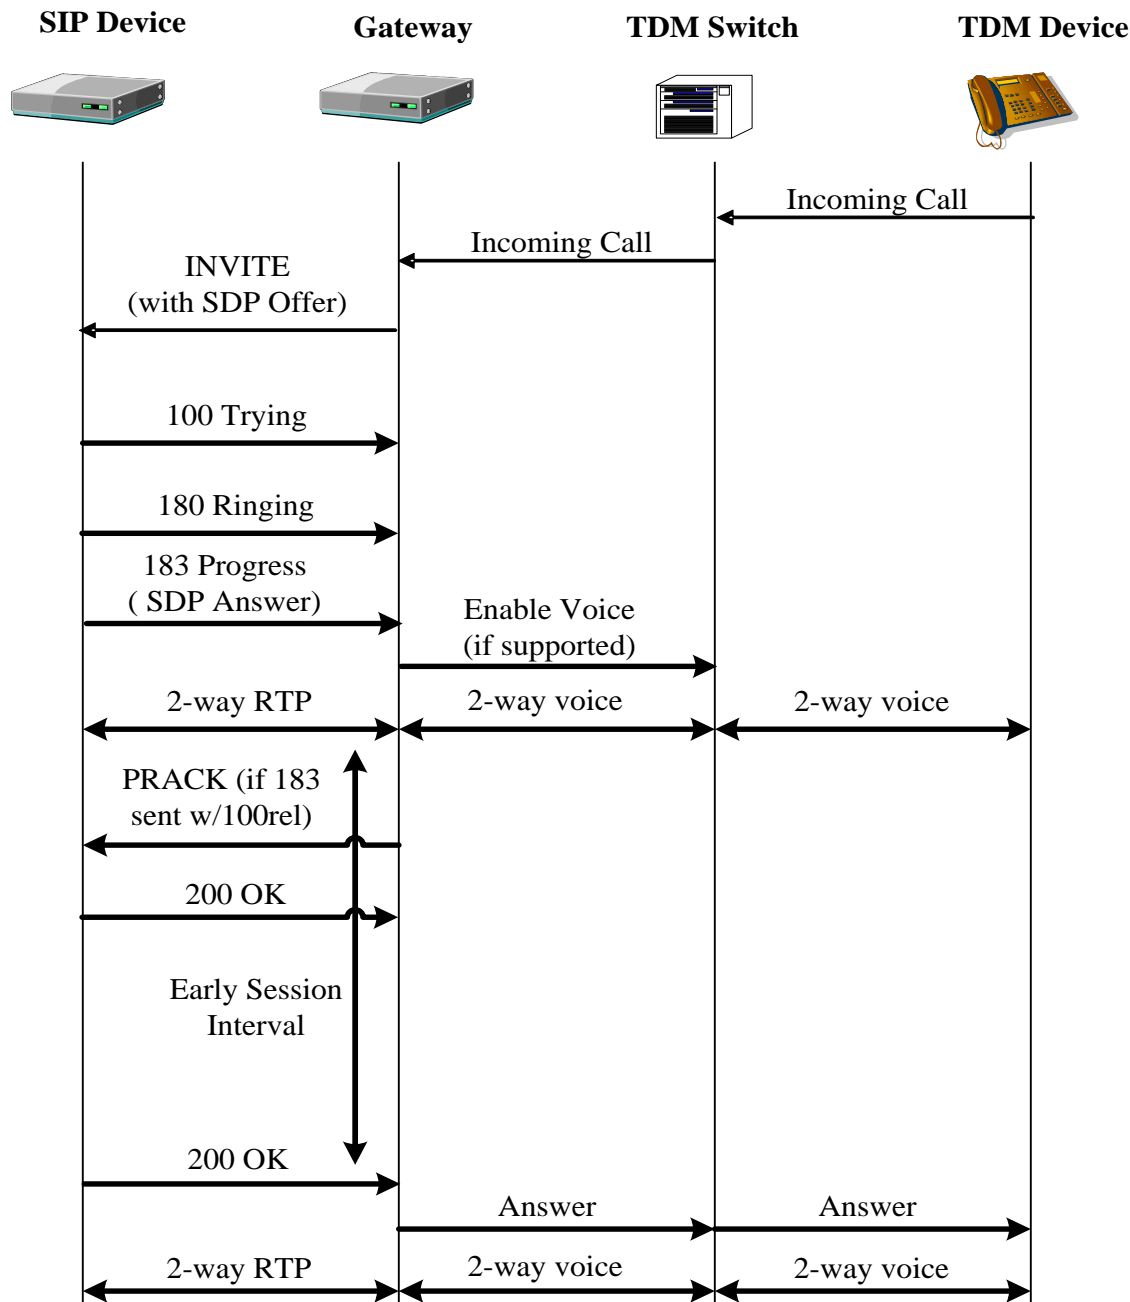 SIP Device
Gateway
TDM Switch
TDM Device
Incoming Call
Incoming Call
INVITE
(with SDP Offer)
100 Trying
180 Ringing
183 Progress
( SDP Answer)
Enable Voice
(if supported)
2-way RTP
2-way voice
2-way voice
PRACK (if 183
sent w/100rel)
200 OK
Early Session
Interval
200 OK
Answer
Answer
2-way RTP
2-way voice
2-way voice